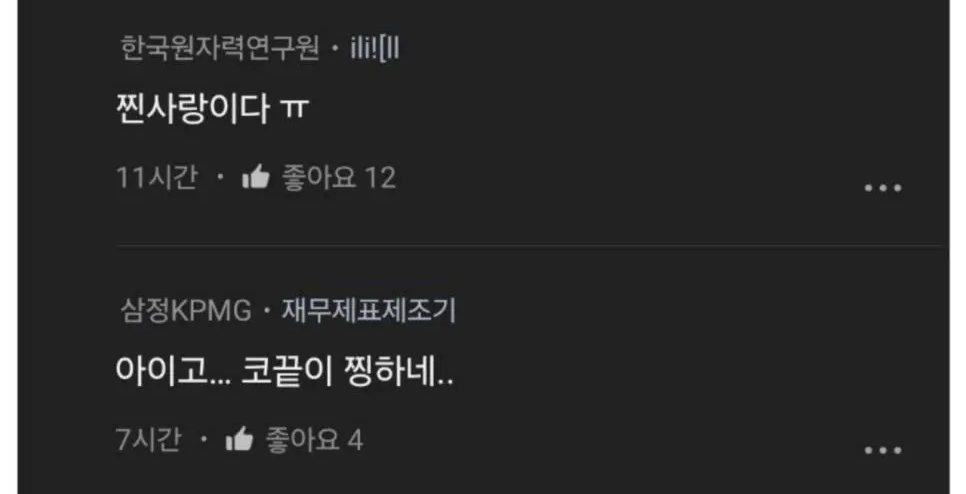 한국원자력연구원 · ili![ll
찐사랑이다 ㅠ
11시간 · 좋아요 12
삼정KPMG · 재무제표제조기
아이고... 코끝이 찡하네..
7시간 · 좋아요 4